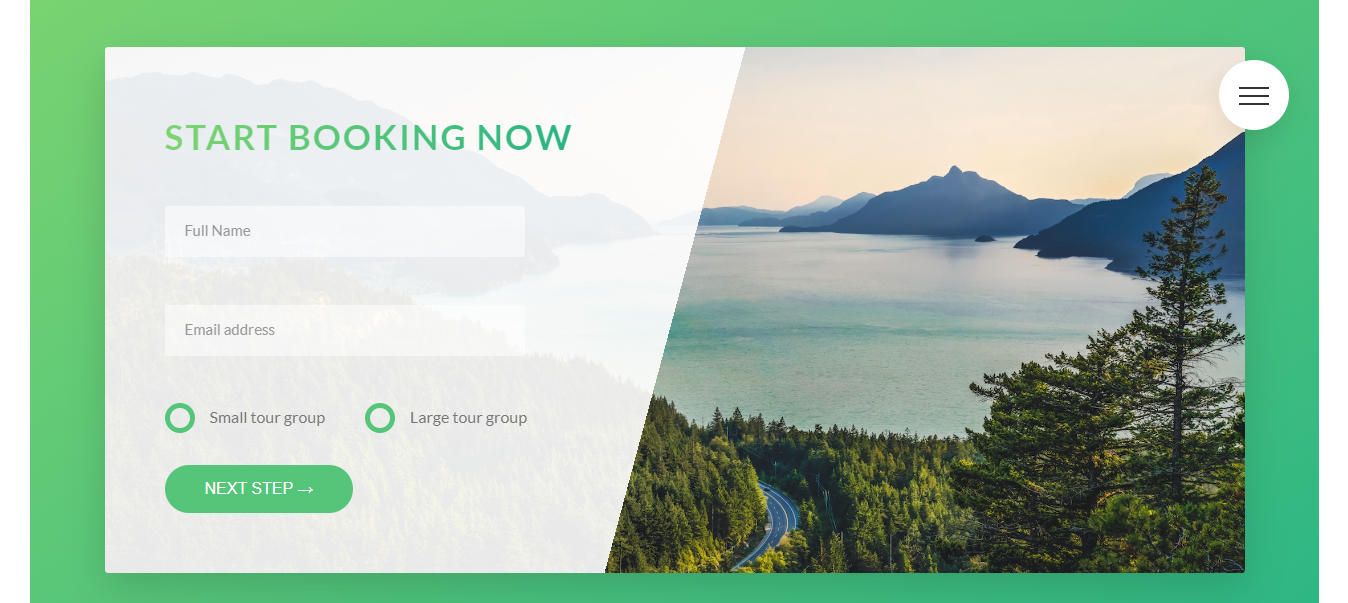 START BOOKING NOW
Full Name
Email address
Small tour group
Large tour group
NEXT STEP →